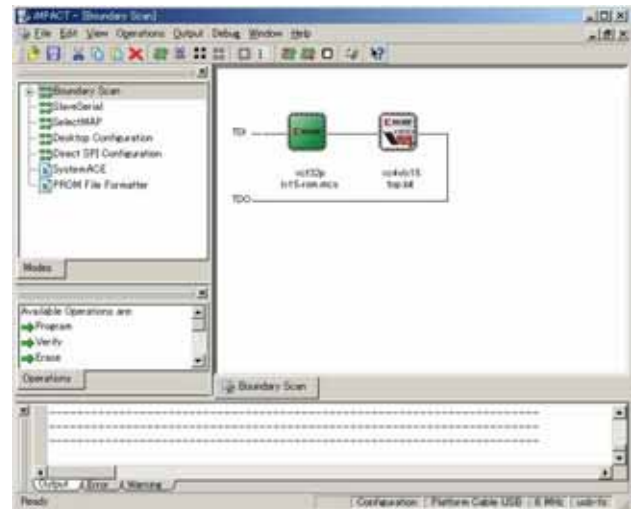 iMPACT - [Boundary Scan]
File Edit View Operations Output Debug Window Help
Boundary Scan
SlaveSerial
SelectMAP
Desktop Configuration
Direct SPI Configuration
SystemACE
PROM File Formatter
Modes
Available Operations are
Program
Verify
Erase
Operations
TDI
TDO
top.bit
Boundary Scan
Output Error Warning
Ready
Configuration Platform Cable USB 6 MHz usb-hs